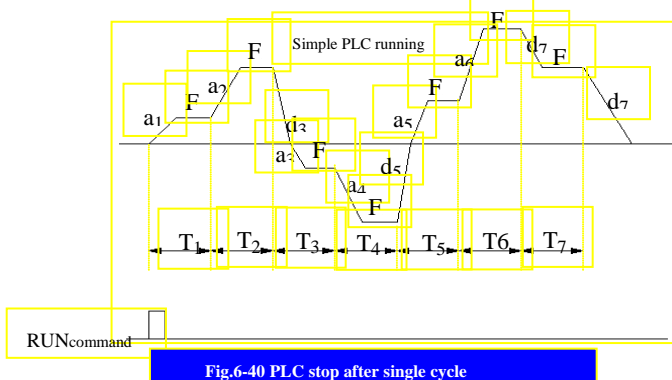 Simple PLC running
F
F
a₆
d₇
F
F
a₂
F
a₁
a₅
d₃
a₃
F
d₅
a₄
F
d₇
T₁ T₂ T₃ T₄ T₅ T6 T₇
RUNcommand
Fig.6-40 PLC stop after single cycle